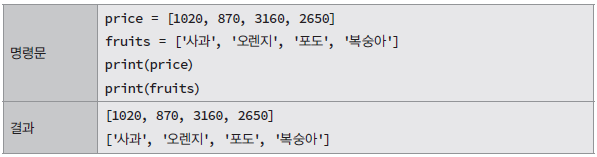 명령문
price = [1020, 870, 3160, 2650]
fruits = ['사과', '오렌지', '포도', '복숭아']
print(price)
print(fruits)
결과
[1020, 870, 3160, 2650]
['사과', '오렌지', '포도', '복숭아']